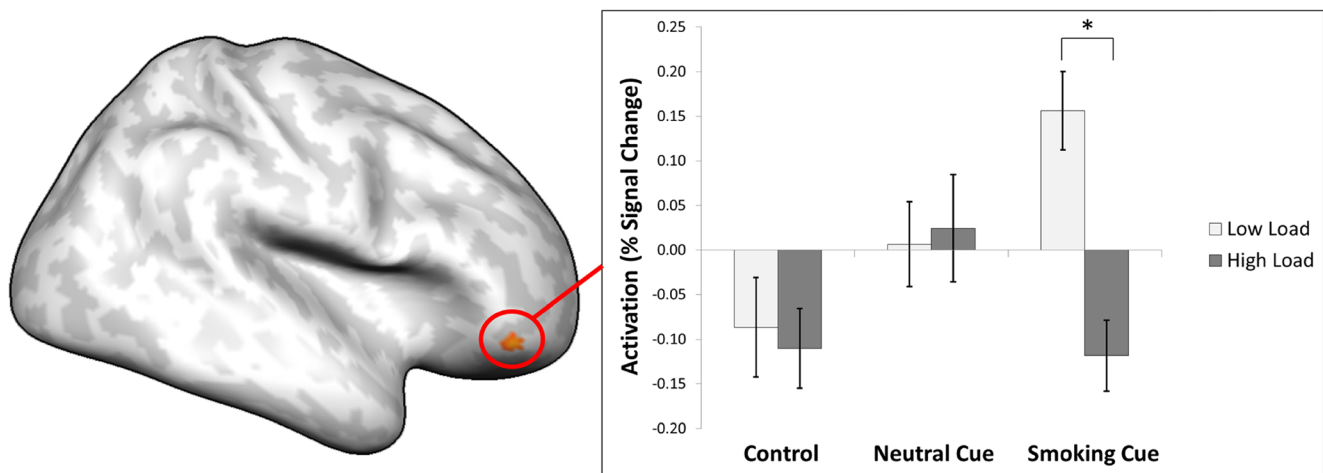 Activation (% Signal Change)
0.25
0.20
0.15
0.10
0.05
0.00
-0.05
-0.10
-0.15
-0.20
*
Control
Neutral Cue
Smoking Cue
Low Load
High Load